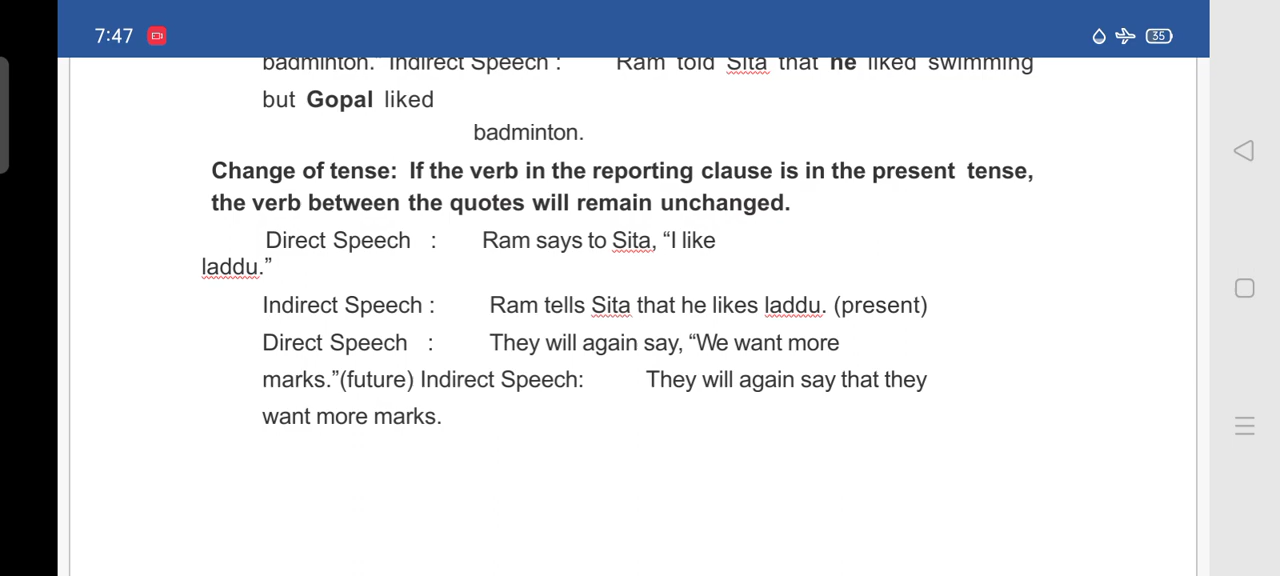 7:47
35
badminton. Indirect Speech : Ram told Sita that he liked swimming
but Gopal liked
badminton.
Change of tense: If the verb in the reporting clause is in the present tense,
the verb between the quotes will remain unchanged.
Direct Speech : Ram says to Sita, “I like
laddu.”
Indirect Speech : Ram tells Sita that he likes laddu. (present)
Direct Speech : They will again say, “We want more
marks.”(future) Indirect Speech: They will again say that they
want more marks.